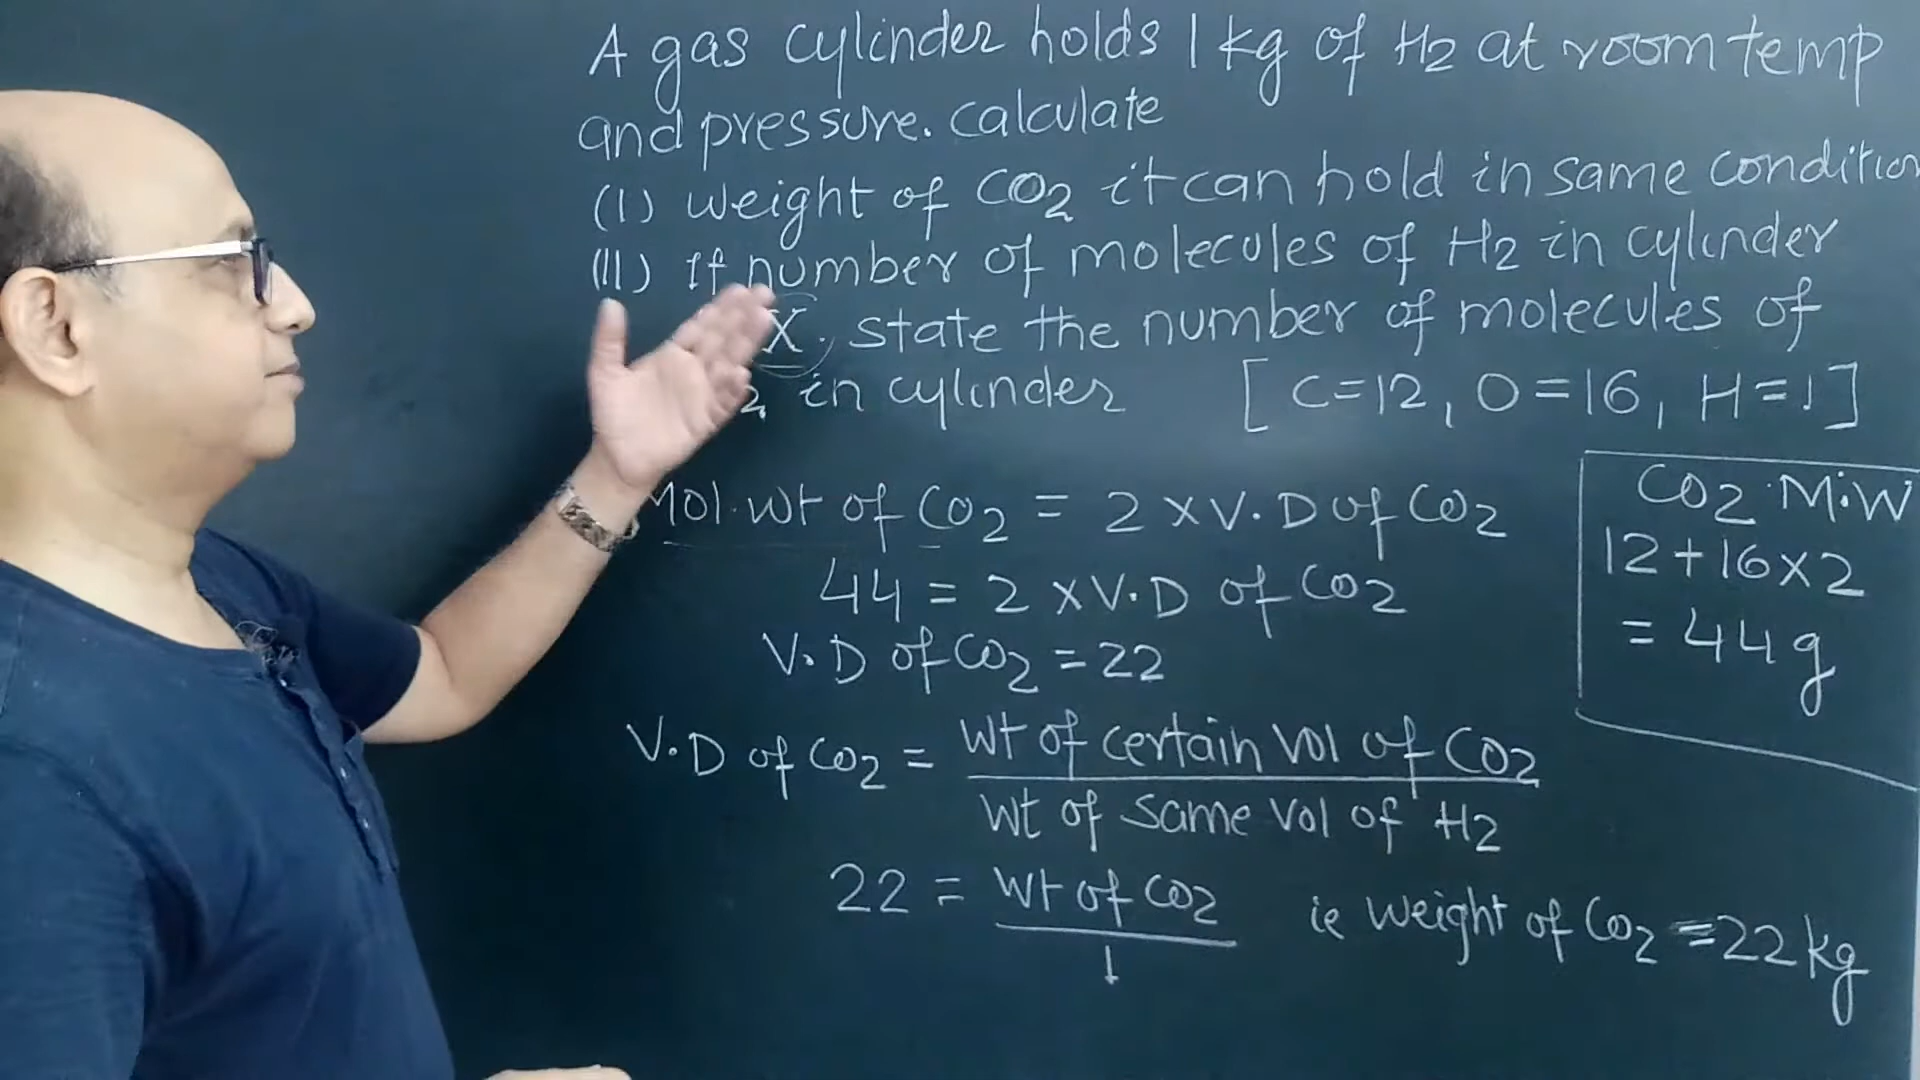 A gas cylinder holds 1 kg of H2 at room temp
and pressure. calculate
(I) weight of CO2 it can hold in same condition
(II) If number of molecules of H2 in cylinder
X, state the number of molecules of
2 in cylinder [C=12, O=16, H=1]
CO2 M.W
Mol.wt of CO2 = 2 x V.D of CO2
12+16x2
44 = 2 x V.D of CO2
= 44 g
V.D of CO2 = 22
V.D of CO2 = Wt of certain vol of CO2
Wt of same vol of H2
22 = Wt of CO2 ie weight of CO2 = 22 kg
1